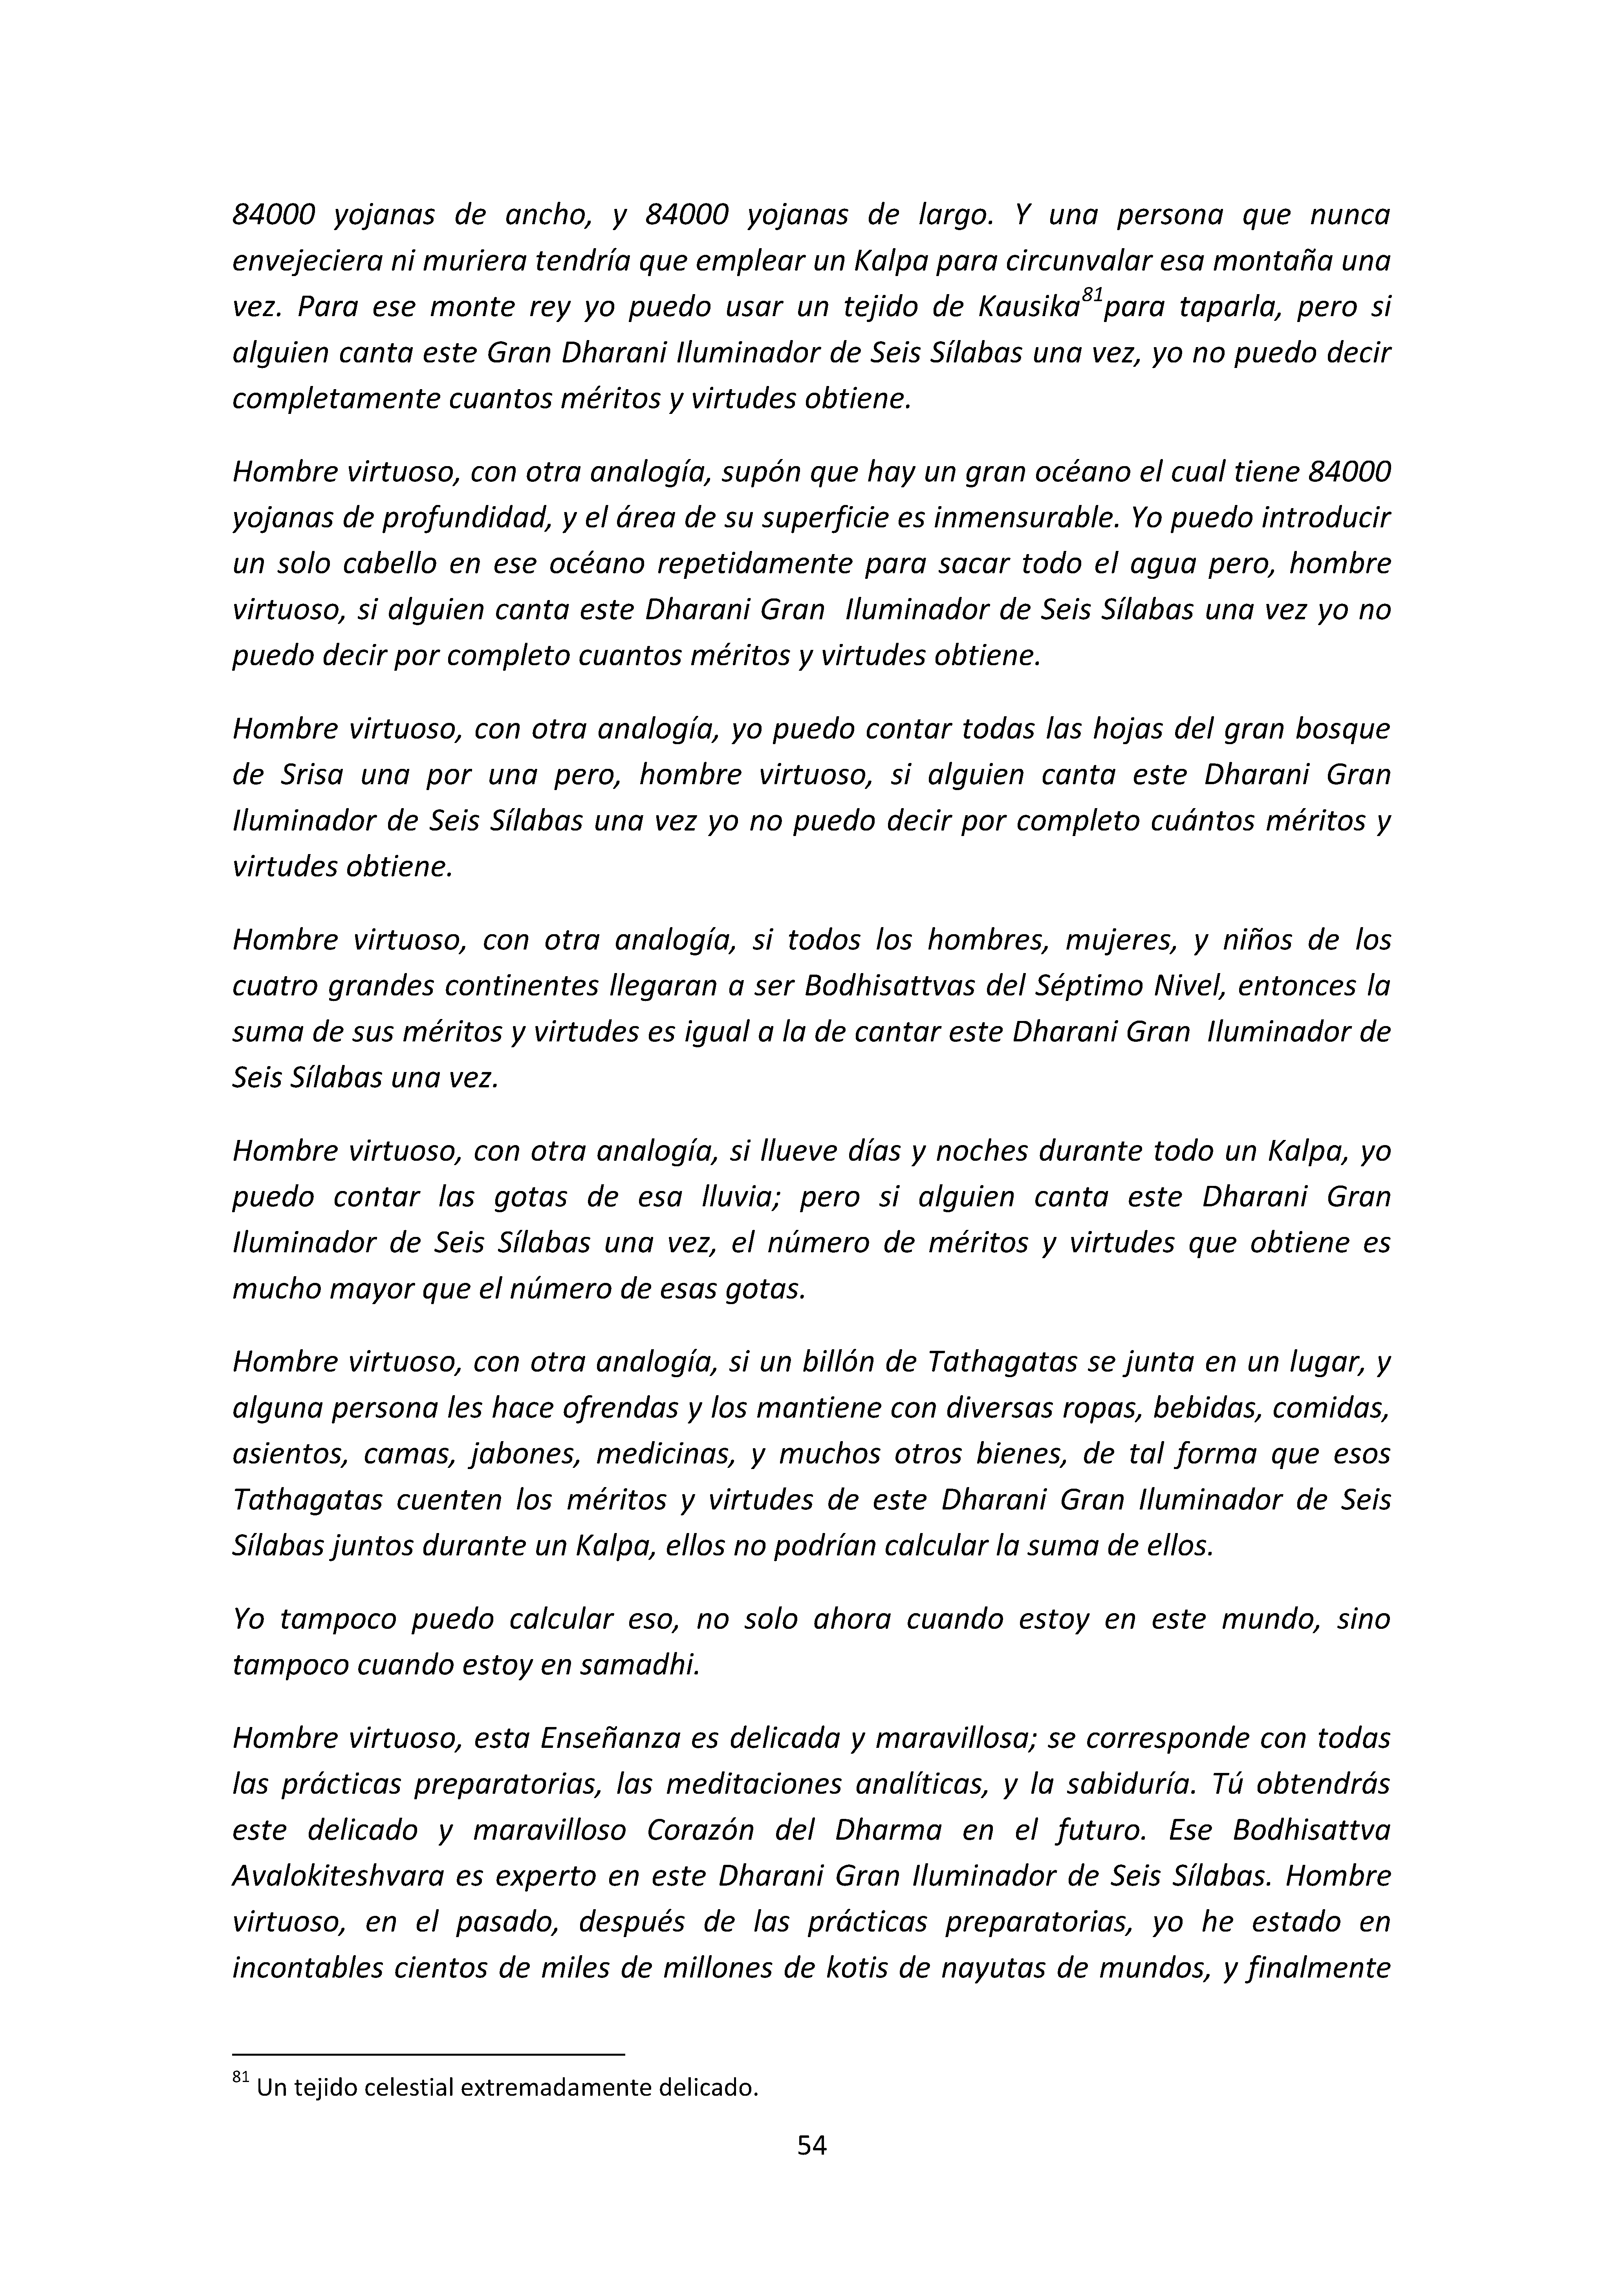 84000 yojanas de ancho, y 84000 yojanas de largo. Y una persona que nunca
envejeciera ni muriera tendría que emplear un Kalpa para circunvalar esa montaña una
vez. Para ese monte rey yo puedo usar un tejido de Kausika81para taparla, pero si
alguien canta este Gran Dharani Iluminador de Seis Sílabas una vez, yo no puedo decir
completamente cuantos méritos y virtudes obtiene.
Hombre virtuoso, con otra analogía, supón que hay un gran océano el cual tiene 84000
yojanas de profundidad, y el área de su superficie es inmensurable. Yo puedo introducir
un solo cabello en ese océano repetidamente para sacar todo el agua pero, hombre
virtuoso, si alguien canta este Dharani Gran  Iluminador de Seis Sílabas una vez yo no
puedo decir por completo cuantos méritos y virtudes obtiene.
Hombre virtuoso, con otra analogía, yo puedo contar todas las hojas del gran bosque
de Srisa una por una pero, hombre virtuoso, si alguien canta este Dharani Gran
Iluminador de Seis Sílabas una vez yo no puedo decir por completo cuántos méritos y
virtudes obtiene.
Hombre virtuoso, con otra analogía, si todos los hombres, mujeres, y niños de los
cuatro grandes continentes llegaran a ser Bodhisattvas del Séptimo Nivel, entonces la
suma de sus méritos y virtudes es igual a la de cantar este Dharani Gran  Iluminador de
Seis Sílabas una vez.
Hombre virtuoso, con otra analogía, si llueve días y noches durante todo un Kalpa, yo
puedo contar las gotas de esa lluvia; pero si alguien canta este Dharani Gran
Iluminador de Seis Sílabas una vez, el número de méritos y virtudes que obtiene es
mucho mayor que el número de esas gotas.
Hombre virtuoso, con otra analogía, si un billón de Tathagatas se junta en un lugar, y
alguna persona les hace ofrendas y los mantiene con diversas ropas, bebidas, comidas,
asientos, camas, jabones, medicinas, y muchos otros bienes, de tal forma que esos
Tathagatas cuenten los méritos y virtudes de este Dharani Gran Iluminador de Seis
Sílabas juntos durante un Kalpa, ellos no podrían calcular la suma de ellos.
Yo tampoco puedo calcular eso, no solo ahora cuando estoy en este mundo, sino
tampoco cuando estoy en samadhi.
Hombre virtuoso, esta Enseñanza es delicada y maravillosa; se corresponde con todas
las prácticas preparatorias, las meditaciones analíticas, y la sabiduría. Tú obtendrás
este delicado y maravilloso Corazón del Dharma en el futuro. Ese Bodhisattva
Avalokiteshvara es experto en este Dharani Gran Iluminador de Seis Sílabas. Hombre
virtuoso, en el pasado, después de las prácticas preparatorias, yo he estado en
incontables cientos de miles de millones de kotis de nayutas de mundos, y finalmente
81 Un tejido celestial extremadamente delicado.
54